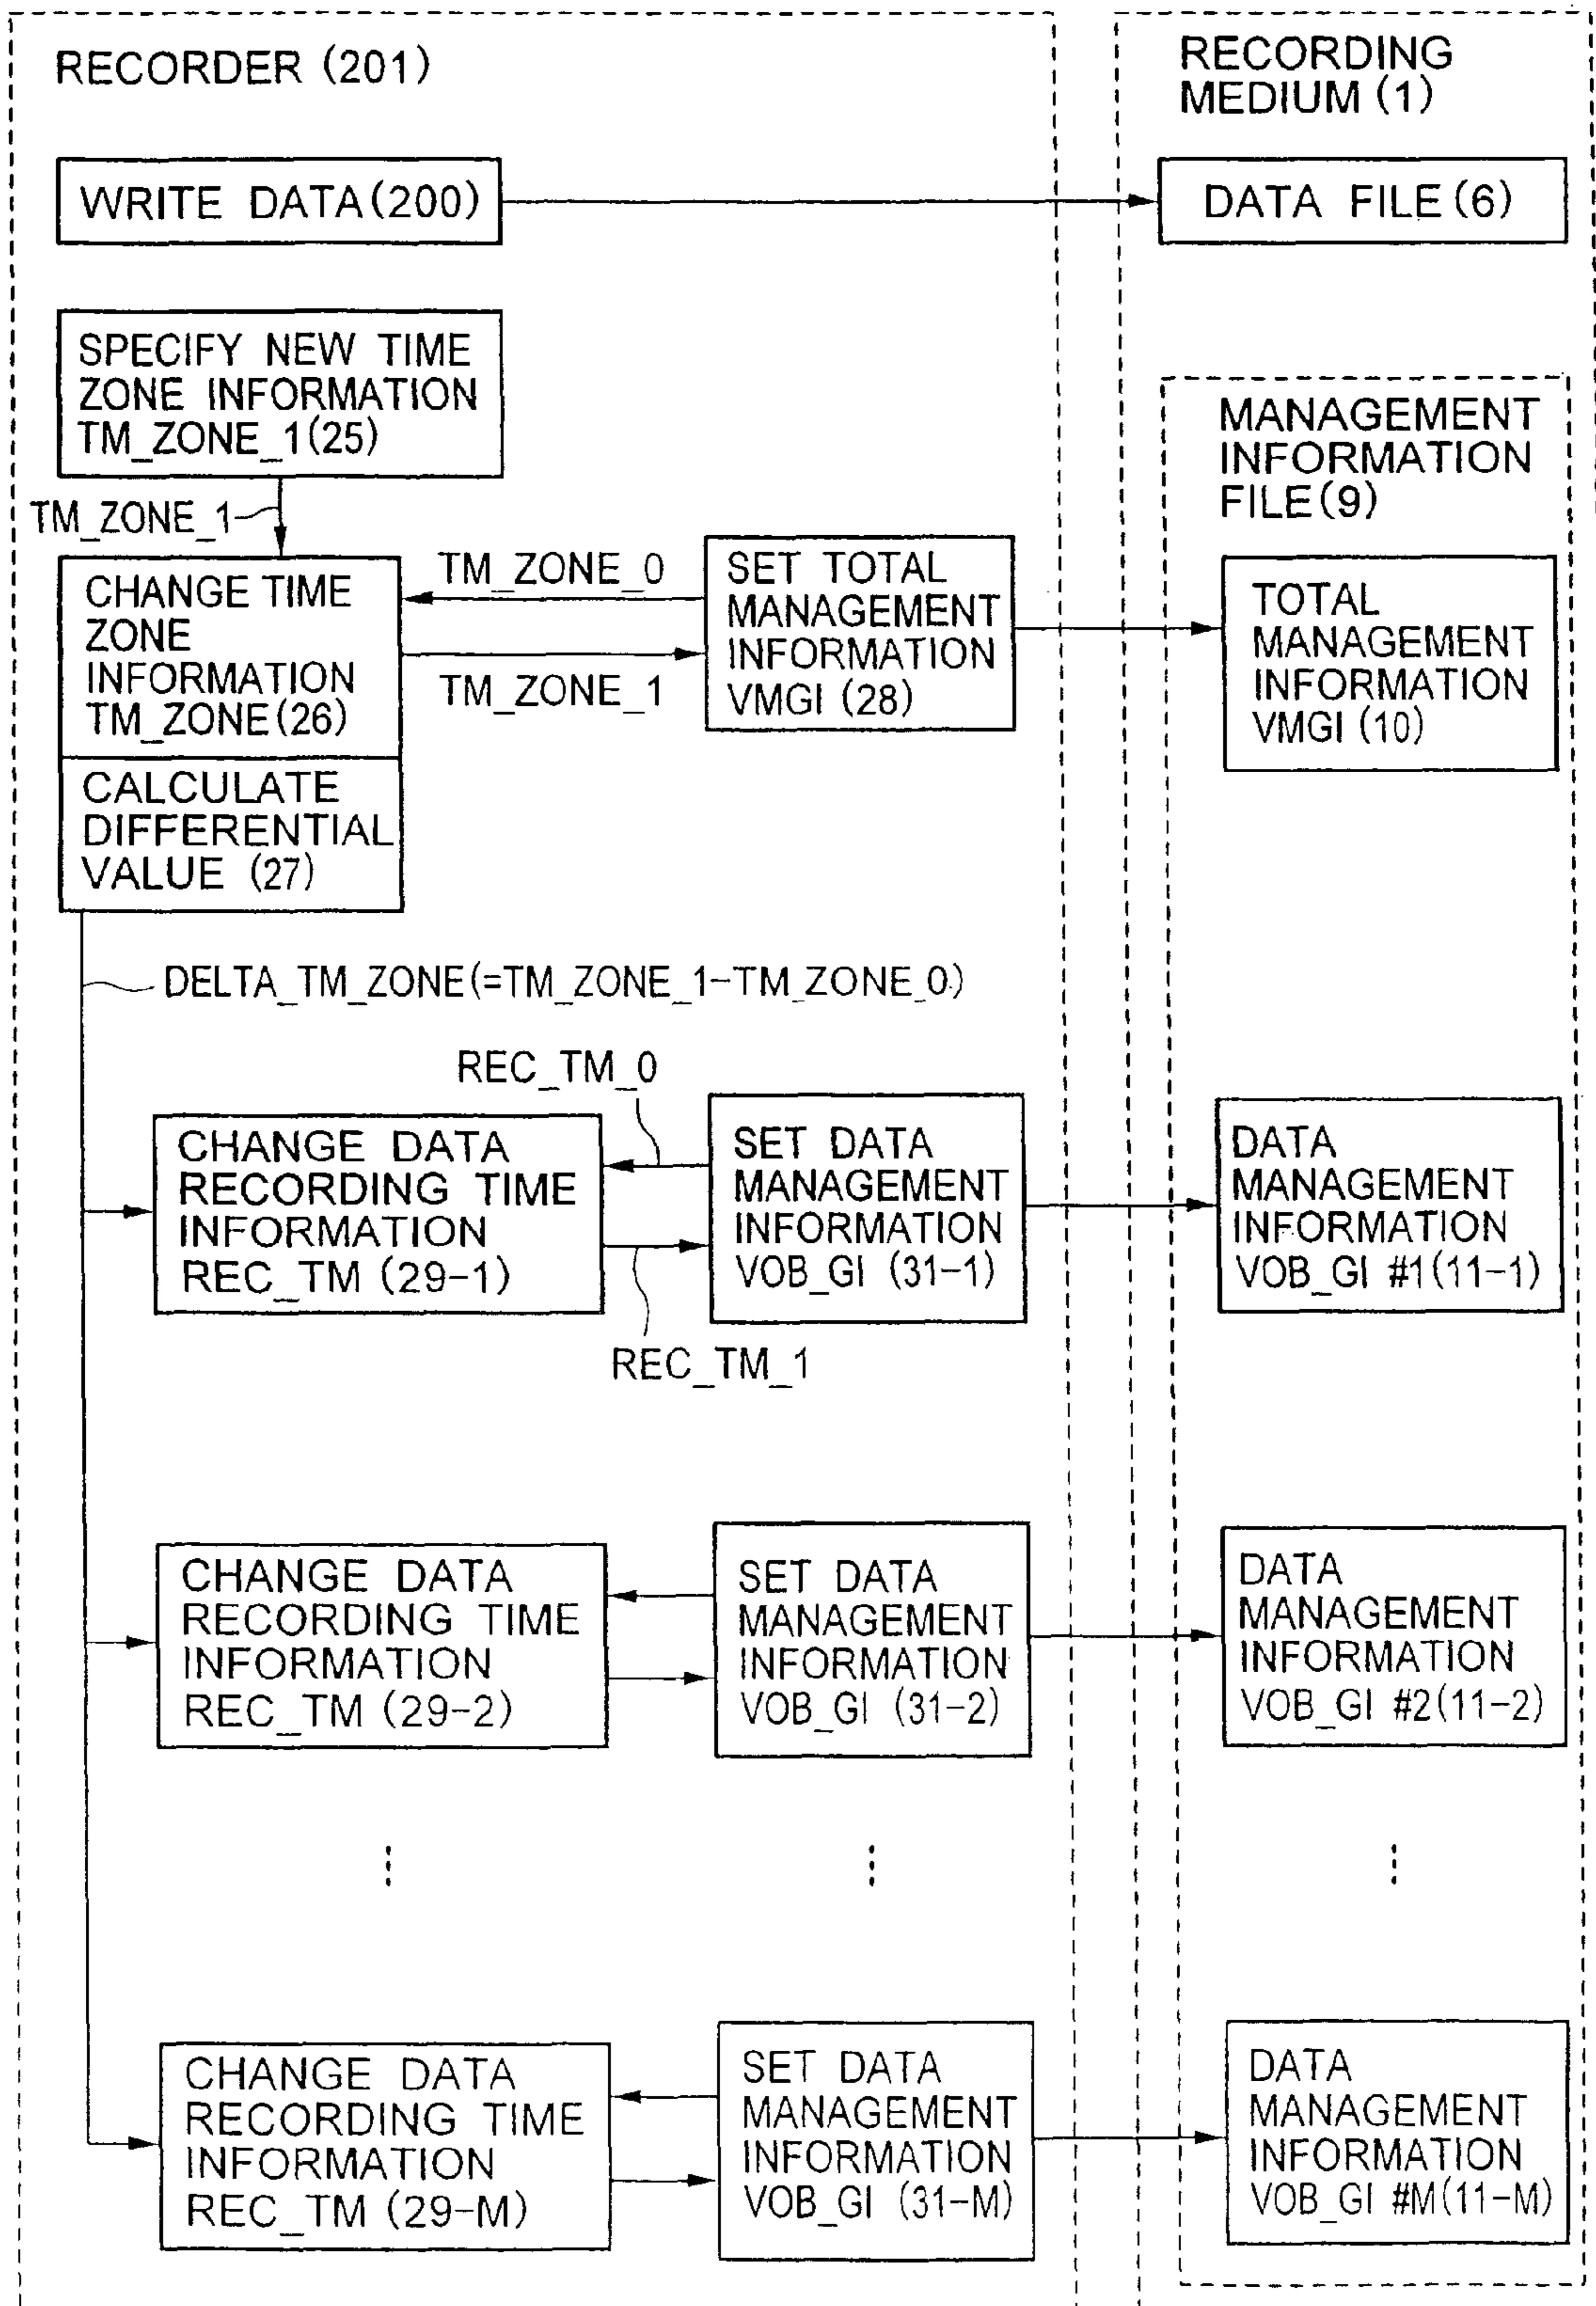 RECORDER (201)
RECORDING
MEDIUM (1)
WRITE DATA (200)
DATA FILE (6)
SPECIFY NEW TIME
ZONE INFORMATION
TM_ZONE_1 (25)
MANAGEMENT
INFORMATION
FILE (9)
TM_ZONE_1
CHANGE TIME
ZONE
INFORMATION
TM_ZONE (26)
TM_ZONE_0
TM_ZONE_1
SET TOTAL
MANAGEMENT
INFORMATION
VMGI (28)
TOTAL
MANAGEMENT
INFORMATION
VMGI (10)
CALCULATE
DIFFERENTIAL
VALUE (27)
DELTA_TM_ZONE(=TM_ZONE_1-TM_ZONE_0)
REC_TM_0
CHANGE DATA
RECORDING TIME
INFORMATION
REC_TM (29-1)
SET DATA
MANAGEMENT
INFORMATION
VOB_GI (31-1)
DATA
MANAGEMENT
INFORMATION
VOB_GI #1(11-1)
REC_TM_1
CHANGE DATA
RECORDING TIME
INFORMATION
REC_TM (29-2)
SET DATA
MANAGEMENT
INFORMATION
VOB_GI (31-2)
DATA
MANAGEMENT
INFORMATION
VOB_GI #2(11-2)
CHANGE DATA
RECORDING TIME
INFORMATION
REC_TM (29-M)
SET DATA
MANAGEMENT
INFORMATION
VOB_GI (31-M)
DATA
MANAGEMENT
INFORMATION
VOB_GI #M(11-M)